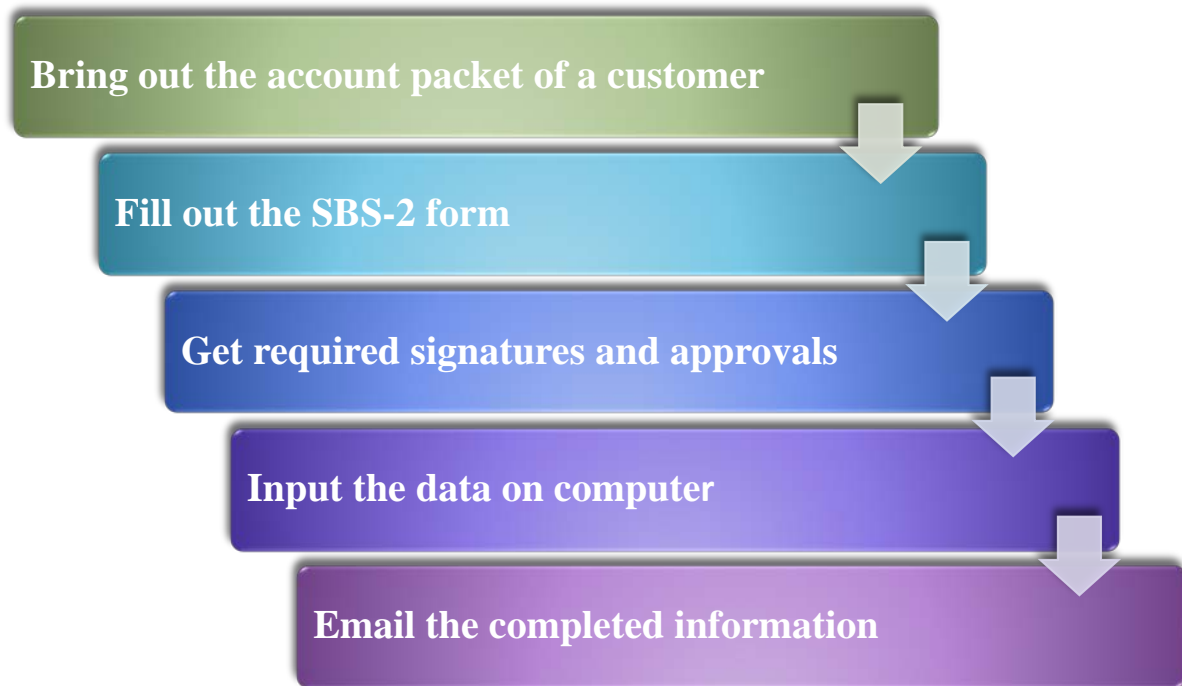 Bring out the account packet of a customer
Fill out the SBS-2 form
Get required signatures and approvals
Input the data on computer
Email the completed information